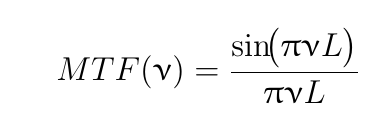 MTF(ν) = sin(πνL) / πνL